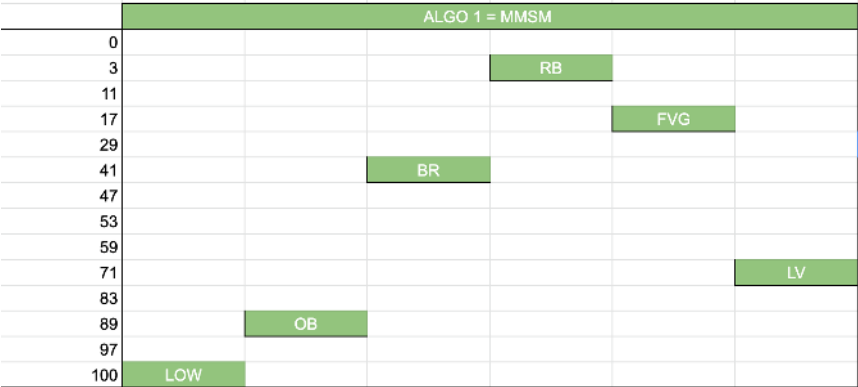 ALGO 1 = MMSM
0
3 RB
11
17 FVG
29
41 BR
47
53
59
71 LV
83
89 OB
97
100 LOW